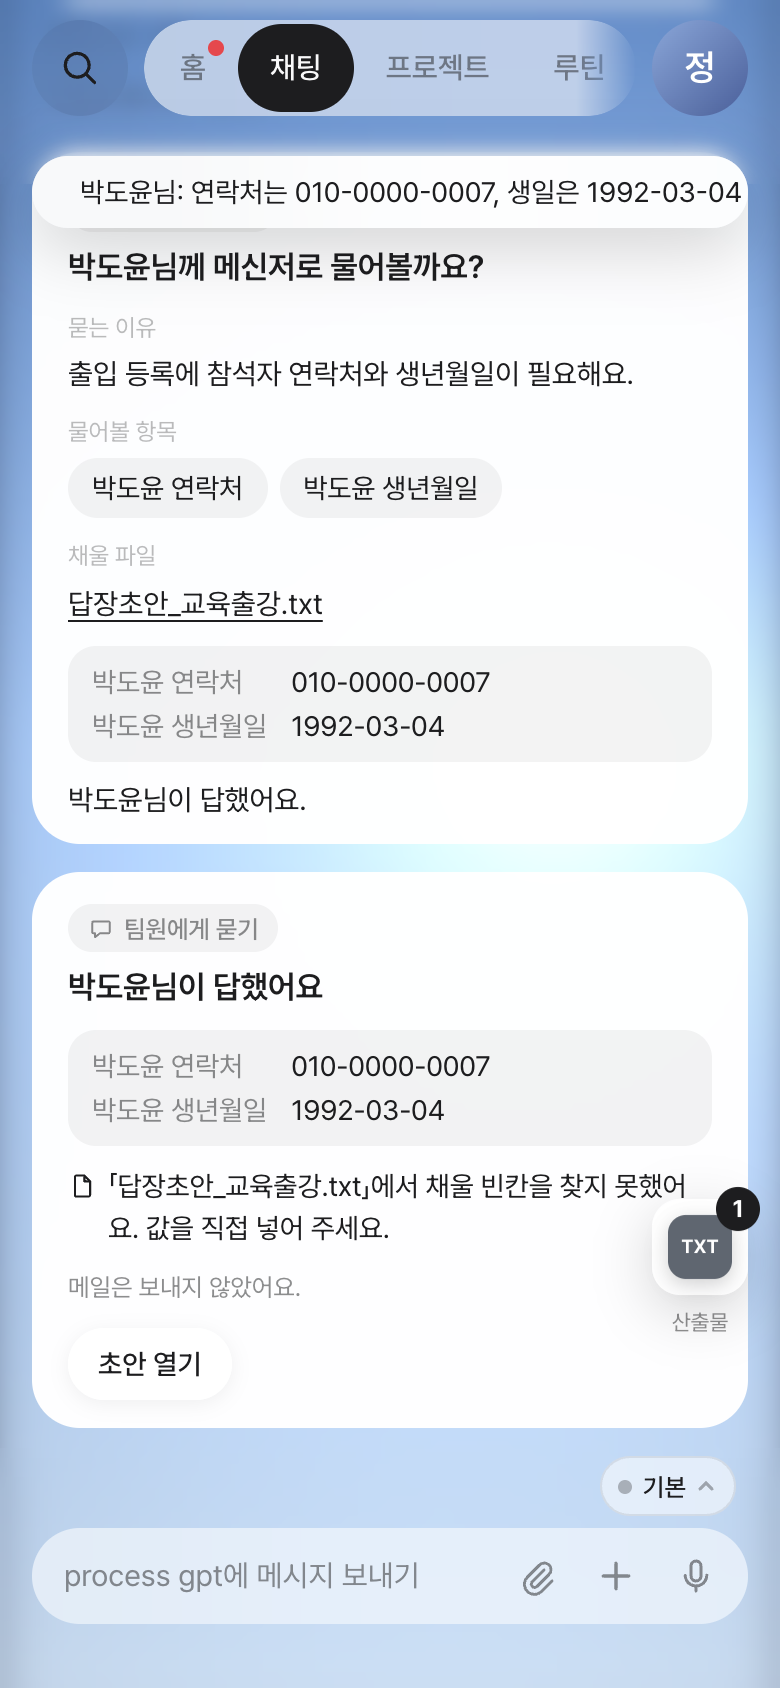 홈
채팅
프로젝트
루틴
정
박도윤님: 연락처는 010-0000-0007, 생일은 1992-03-04
박도윤님께 메신저로 물어볼까요?
묻는 이유
출입 등록에 참석자 연락처와 생년월일이 필요해요.
물어볼 항목
박도윤 연락처
박도윤 생년월일
채울 파일
답장초안_교육출강.txt
박도윤 연락처 010-0000-0007
박도윤 생년월일 1992-03-04
박도윤님이 답했어요.
팀원에게 묻기
박도윤님이 답했어요
박도윤 연락처 010-0000-0007
박도윤 생년월일 1992-03-04
「답장초안_교육출강.txt」에서 채울 빈칸을 찾지 못했어
요. 값을 직접 넣어 주세요.
1
TXT
산출물
메일은 보내지 않았어요.
초안 열기
기본
process gpt에 메시지 보내기